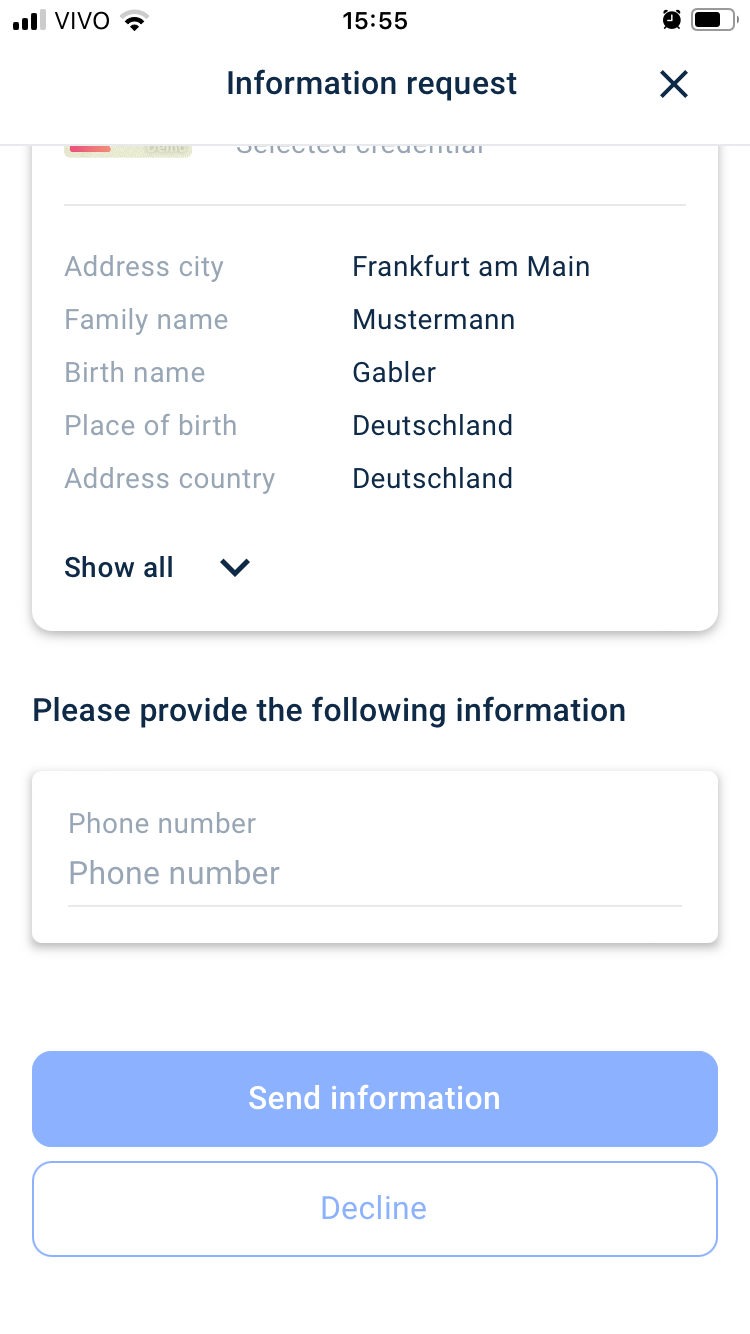 VIVO 15:55
Information request
Demo Selected credential
Address city Frankfurt am Main
Family name Mustermann
Birth name Gabler
Place of birth Deutschland
Address country Deutschland
Show all
Please provide the following information
Phone number
Phone number
Send information
Decline